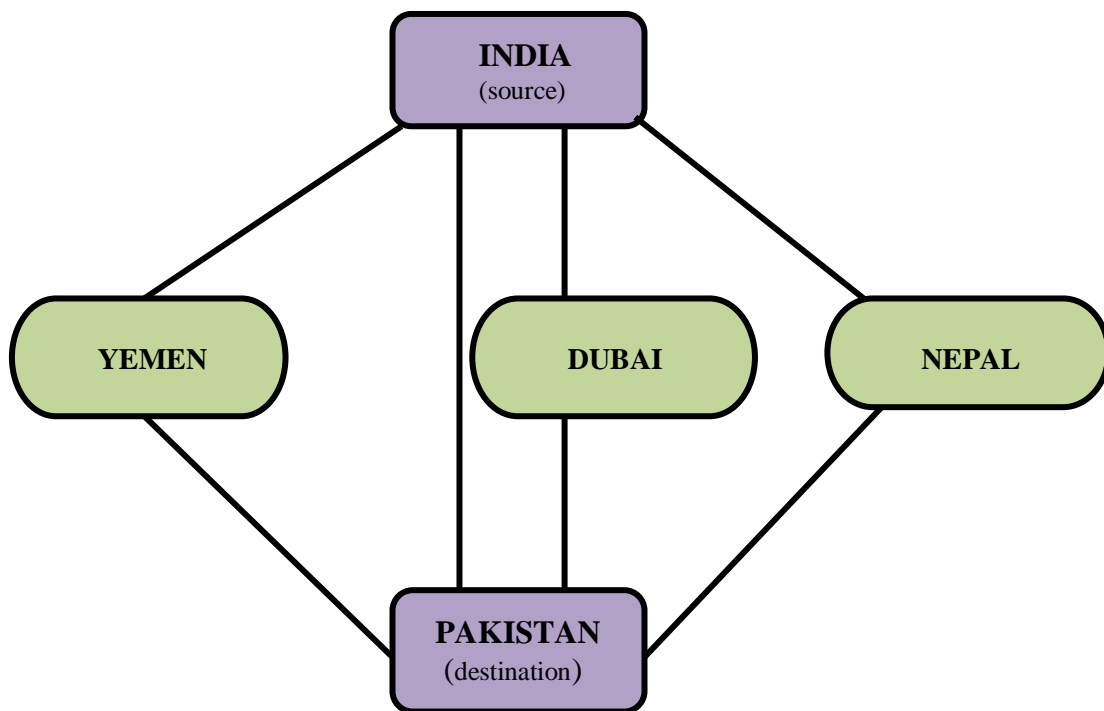 INDIA
(source)
YEMEN
DUBAI
NEPAL
PAKISTAN
(destination)